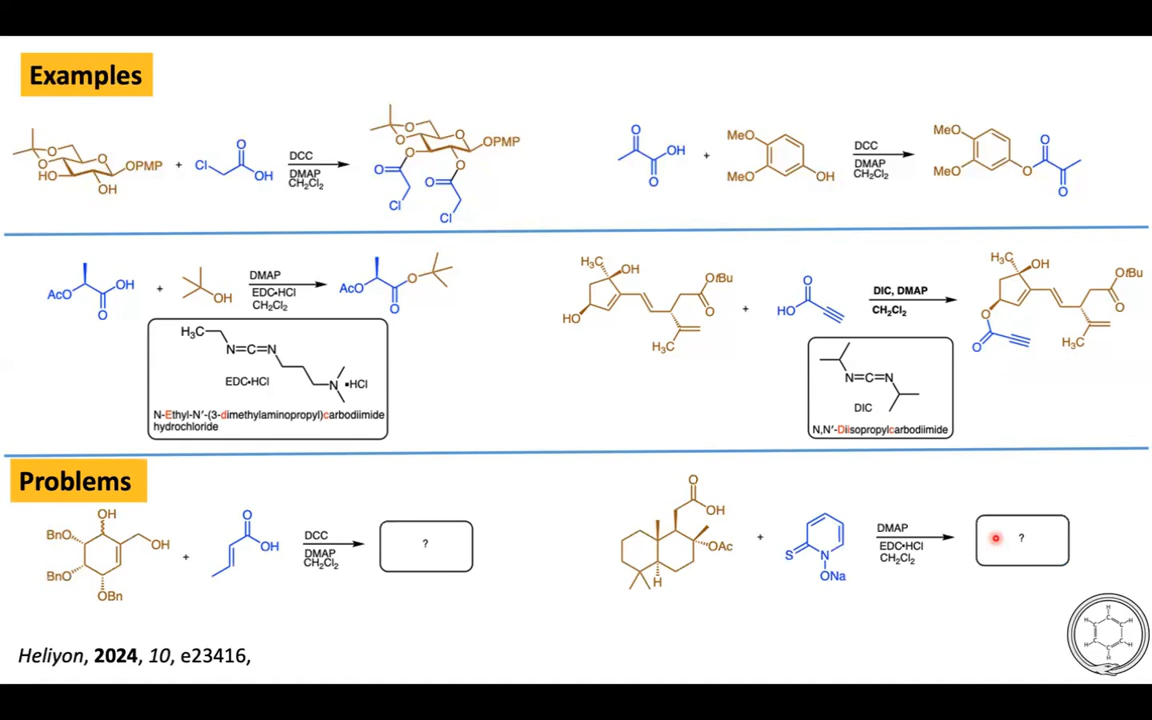 Examples
HO
O
O
O
O
OPMP
OH
+
Cl
O
OH
DCC
DMAP
CH₂Cl₂
O
O
O
OPMP
O
O
O
O
Cl
Cl
O
OH
O
+
MeO
MeO
OH
DCC
DMAP
CH₂Cl₂
MeO
MeO
O
O
O
AcO
OH
O
+
OH
DMAP
EDC•HCl
CH₂Cl₂
AcO
O
O
H₃C
N=C=N
N
•HCl
EDC•HCl
N-Ethyl-N′-(3-dimethylaminopropyl)carbodiimide
hydrochloride
H₃C
OH
HO
OtBu
O
H₃C
+
O
HO
DIC, DMAP
CH₂Cl₂
H₃C
OH
O
O
OtBu
O
H₃C
N=C=N
DIC
N,N′-Diisopropylcarbodiimide
Problems
OH
BnO
OH
BnO
OBn
+
O
OH
DCC
DMAP
CH₂Cl₂
?
O
OH
OAc
H
+
S
N
ONa
DMAP
EDC•HCl
CH₂Cl₂
?
Heliyon, 2024, 10, e23416,
H
H
H
H
H
H
C
C
C
C
C
C